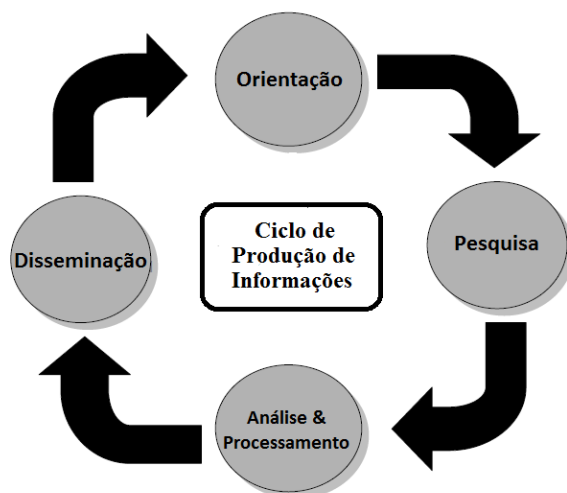 Orientação
Pesquisa
Análise &
Processamento
Disseminação
Ciclo de
Produção de
Informações